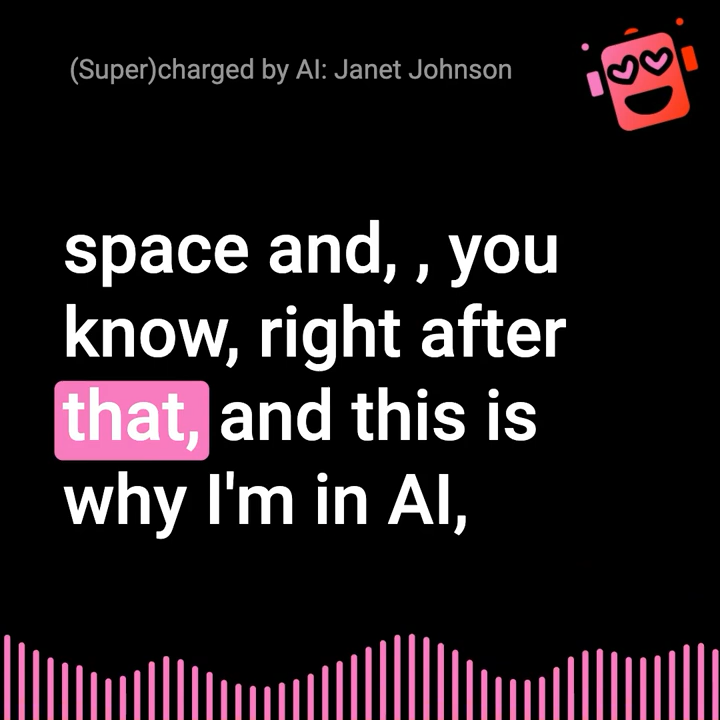 (Super)charged by AI: Janet Johnson
space and, , you
know, right after
that, and this is
why I'm in AI,